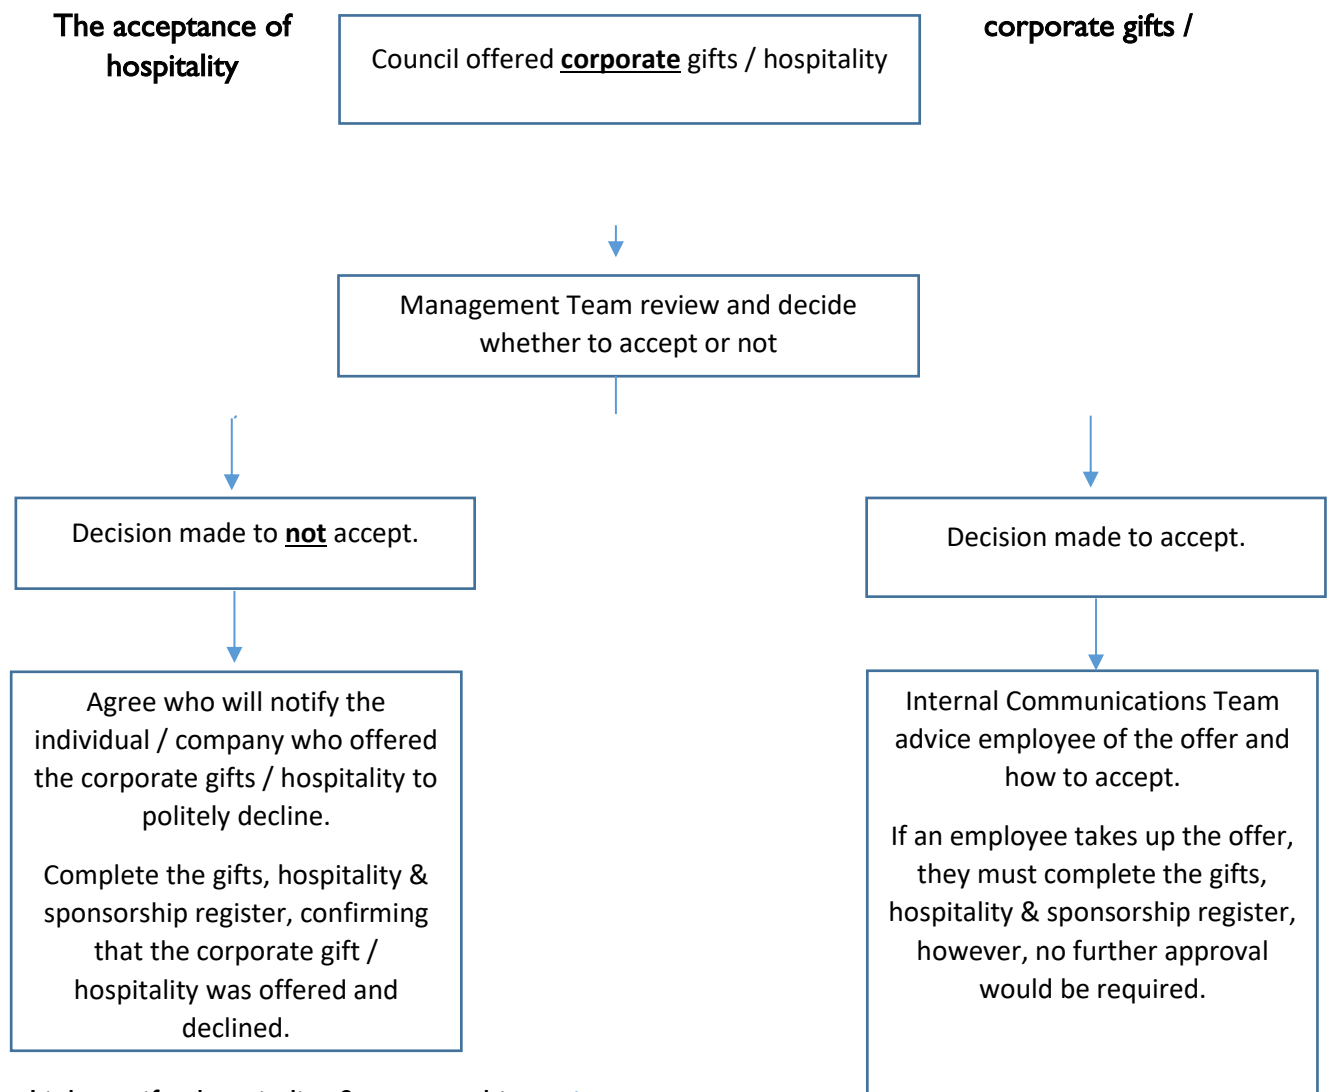 The acceptance of corporate gifts /
hospitality
Council offered corporate gifts / hospitality
Management Team review and decide
whether to accept or not
Decision made to not accept.
Decision made to accept.
Agree who will notify the
individual / company who offered
the corporate gifts / hospitality to
politely decline.
Complete the gifts, hospitality &
sponsorship register, confirming
that the corporate gift /
hospitality was offered and
declined.
Internal Communications Team
advice employee of the offer and
how to accept.
If an employee takes up the offer,
they must complete the gifts,
hospitality & sponsorship register,
however, no further approval
would be required.